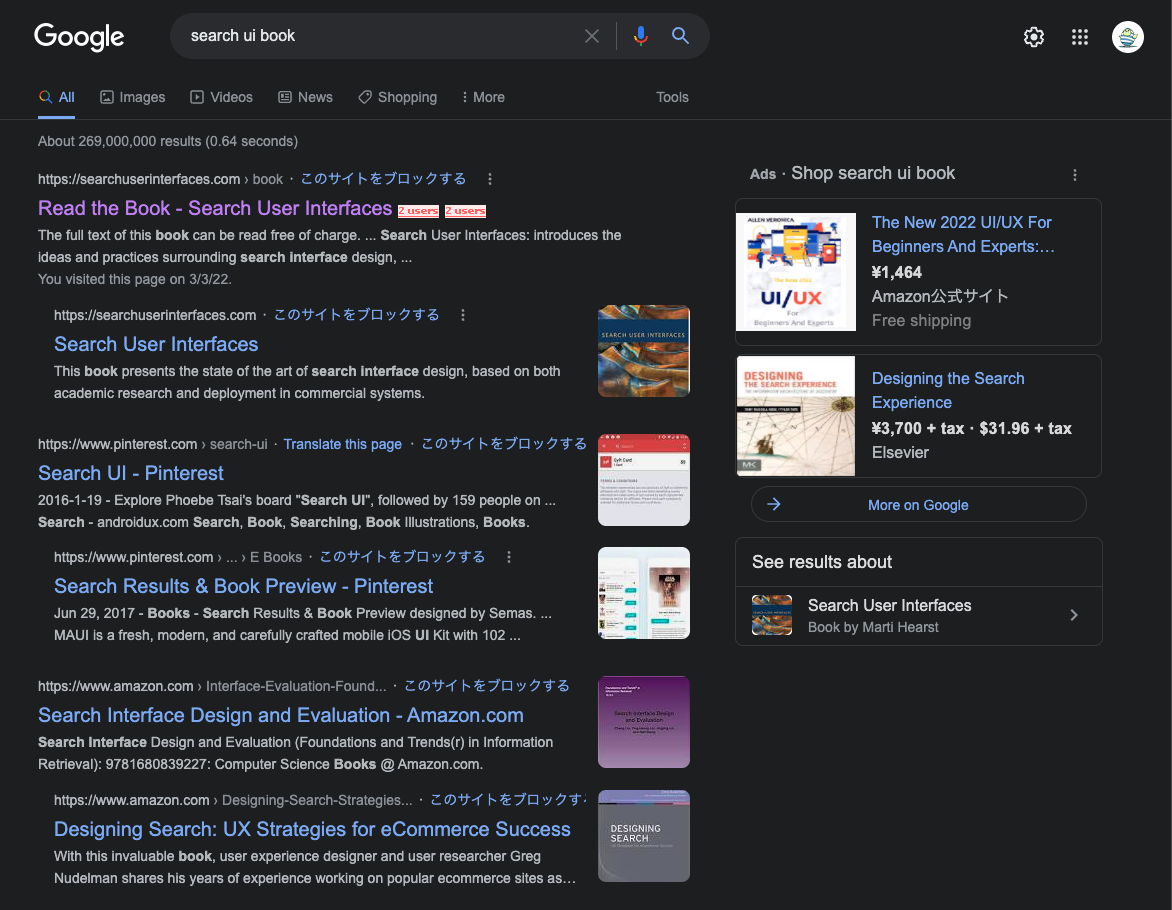 Google
search ui book
All
Images
Videos
News
Shopping
More
Tools
About 269,000,000 results (0.64 seconds)
https://searchuserinterfaces.com › book · このサイトをブロックする
Read the Book - Search User Interfaces 2 users 2 users
The full text of this book can be read free of charge. ... Search User Interfaces: introduces the
ideas and practices surrounding search interface design, ...
You visited this page on 3/3/22.
https://searchuserinterfaces.com · このサイトをブロックする
Search User Interfaces
This book presents the state of the art of search interface design, based on both
academic research and deployment in commercial systems.
SEARCH USER INTERFACES
https://www.pinterest.com › search-ui · Translate this page · このサイトをブロックする
Search UI - Pinterest
2016-1-19 - Explore Phoebe Tsai's board "Search UI", followed by 159 people on ...
Search - androidux.com Search, Book, Searching, Book Illustrations, Books.
Gyft Card
TERMS & CONDITIONS
https://www.pinterest.com › ... › E Books · このサイトをブロックする
Search Results & Book Preview - Pinterest
Jun 29, 2017 - Books - Search Results & Book Preview designed by Semas. ...
MAUI is a fresh, modern, and carefully crafted mobile iOS UI Kit with 102 ...
https://www.amazon.com › Interface-Evaluation-Found... · このサイトをブロックする
Search Interface Design and Evaluation - Amazon.com
Search Interface Design and Evaluation (Foundations and Trends(r) in Information
Retrieval): 9781680839227: Computer Science Books @ Amazon.com.
Search Interface Design
and Evaluation
https://www.amazon.com › Designing-Search-Strategies... · このサイトをブロックす
Designing Search: UX Strategies for eCommerce Success
With this invaluable book, user experience designer and user researcher Greg
Nudelman shares his years of experience working on popular ecommerce sites as…
DESIGNING
SEARCH
Ads · Shop search ui book
ALLEN VERONICA
The New 2022
UI/UX
For
Beginners And Experts
The New 2022 UI/UX For
Beginners And Experts:…
¥1,464
Amazon公式サイト
Free shipping
DESIGNING
THE SEARCH EXPERIENCE
MK
Designing the Search
Experience
¥3,700 + tax · $31.96 + tax
Elsevier
More on Google
See results about
Search User Interfaces
Book by Marti Hearst